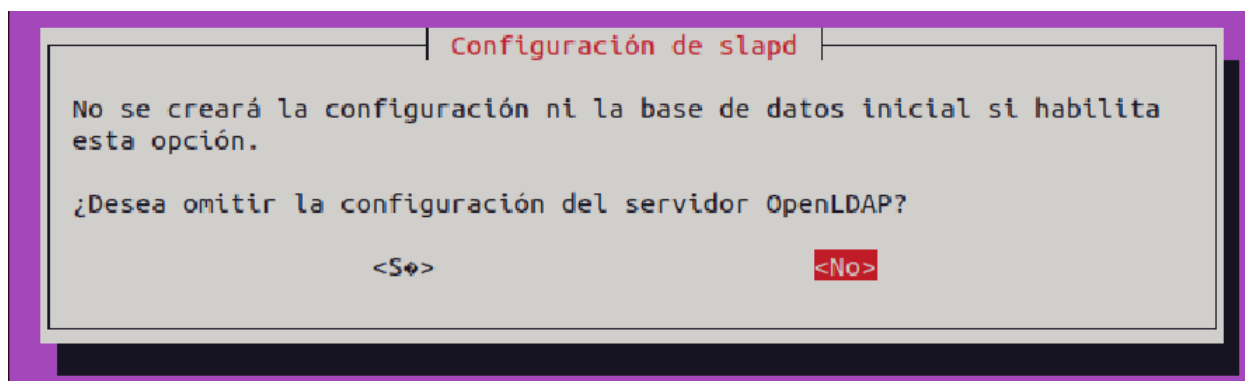 Configuración de slapd
No se creará la configuración ni la base de datos inicial si habilita
esta opción.
¿Desea omitir la configuración del servidor OpenLDAP?
<S�> <No>